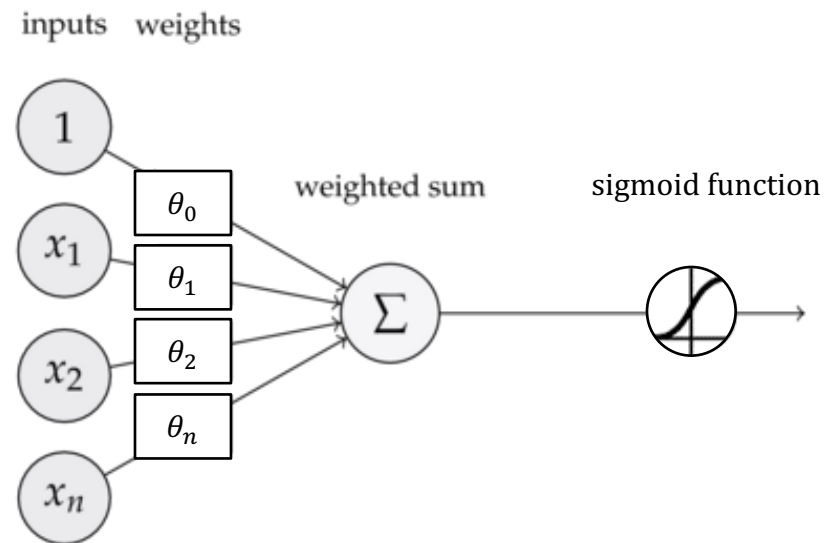 inputs weights
1
θ₀
weighted sum
sigmoid function
x₁
θ₁
Σ
x₂
θ₂
θₙ
xₙ